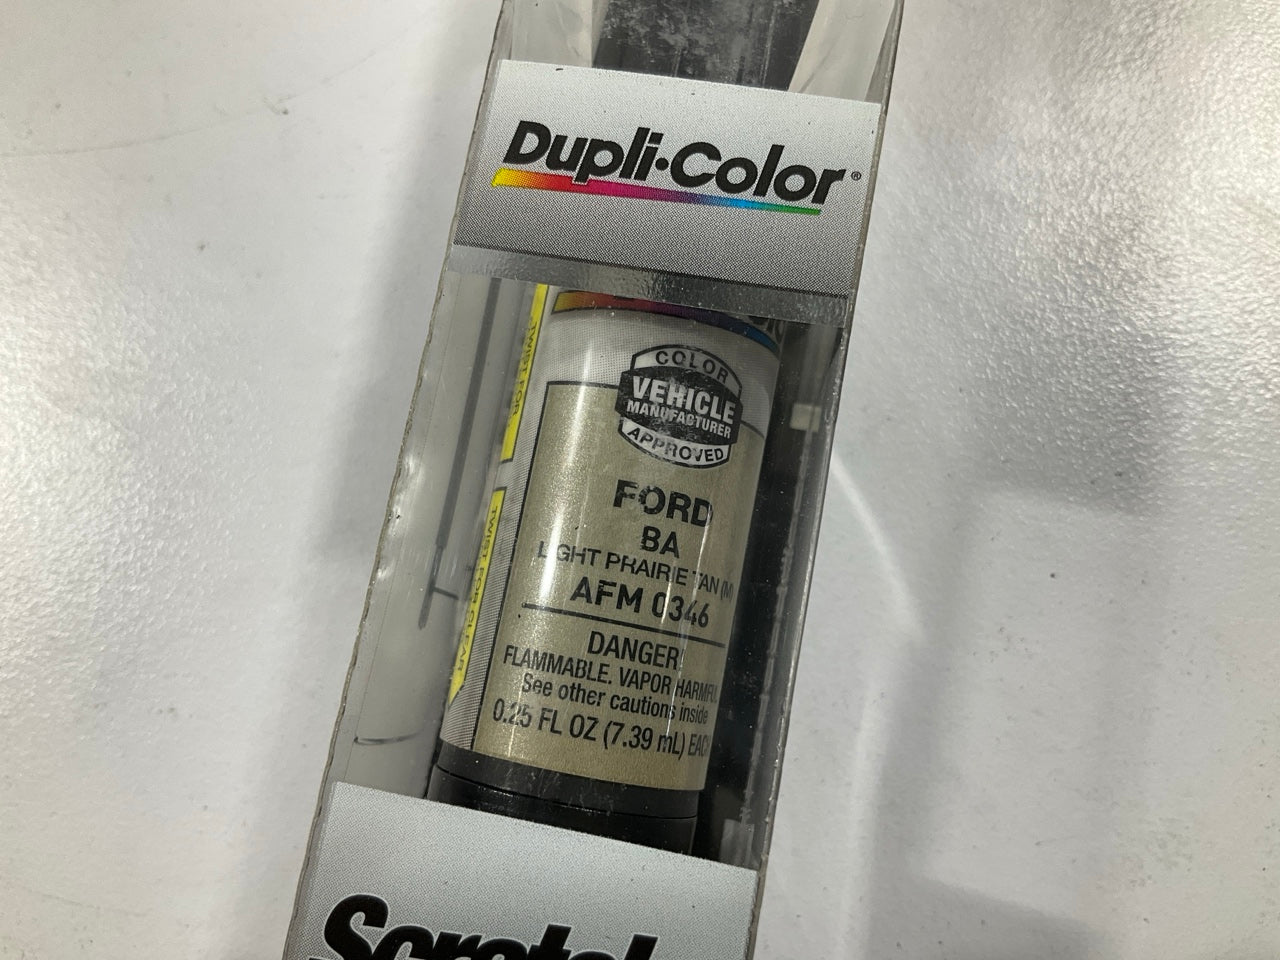 Dupli•Color®
COLOR
VEHICLE
MANUFACTURER
APPROVED
FORD
BA
LIGHT PRAIRIE TAN (M)
AFM 0346
DANGER!
FLAMMABLE. VAPOR HARMFU
See other cautions inside
0.25 FL OZ (7.39 mL) EACH
TWIST FOR
TWIST FOR CLEAR